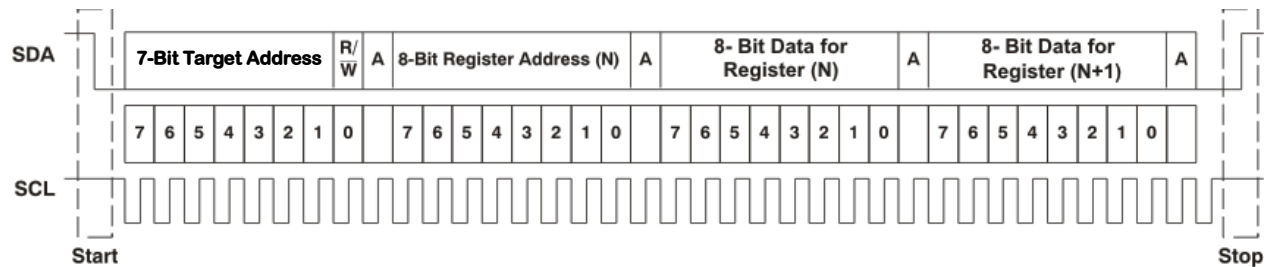 SDA
7-Bit Target Address
R/
W
A
8-Bit Register Address (N)
A
8- Bit Data for
Register (N)
A
8- Bit Data for
Register (N+1)
A
7 6 5 4 3 2 1 0 7 6 5 4 3 2 1 0 7 6 5 4 3 2 1 0 7 6 5 4 3 2 1 0
SCL
Start
Stop